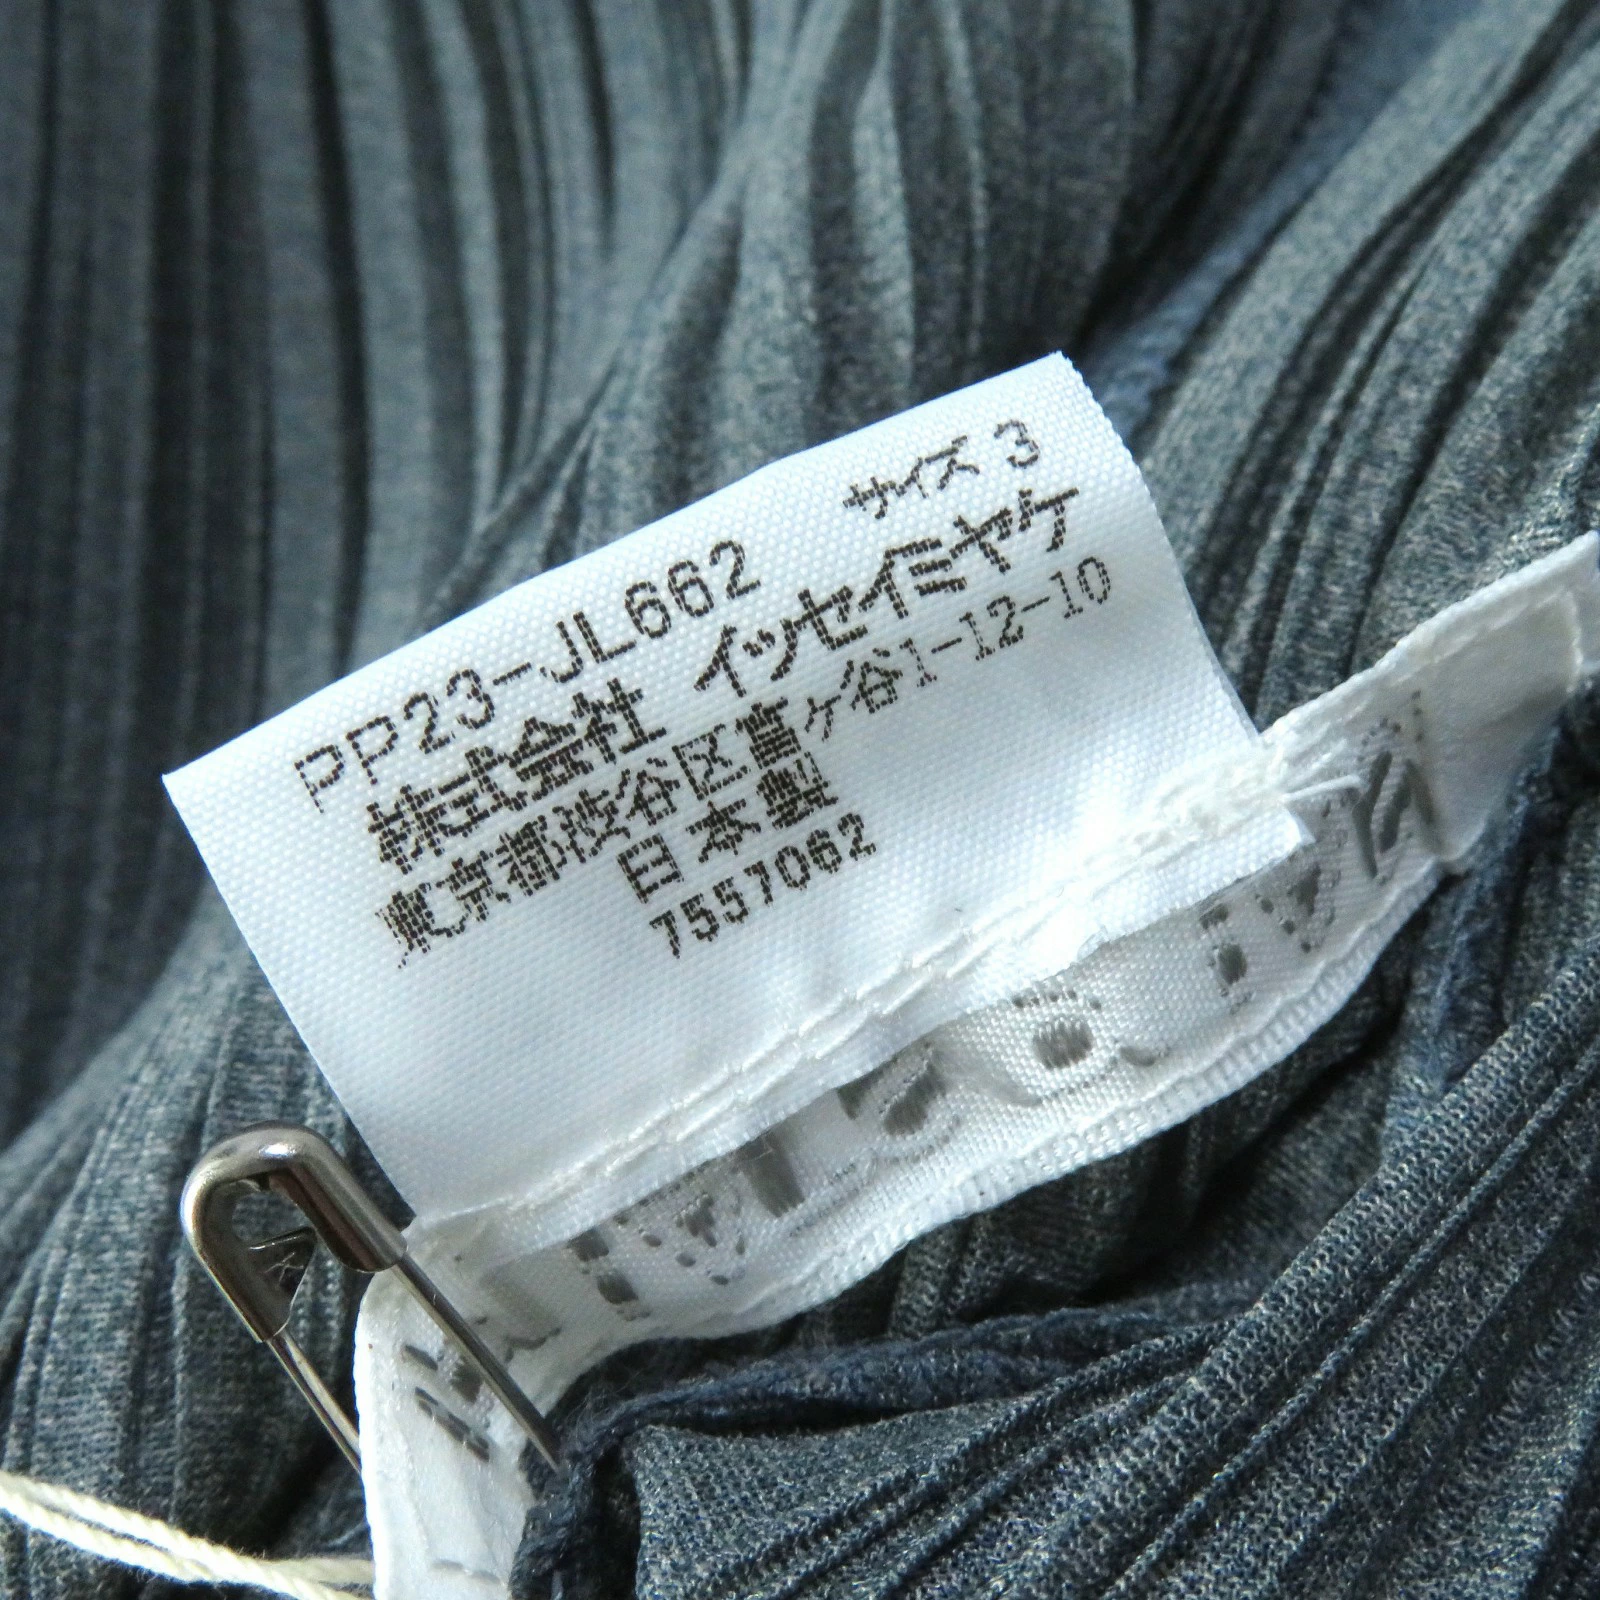 サイズ 3
PP23-JL662
株式会社 イッセイミヤケ
東京都渋谷区富ヶ谷1-12-10
日本製
7557062